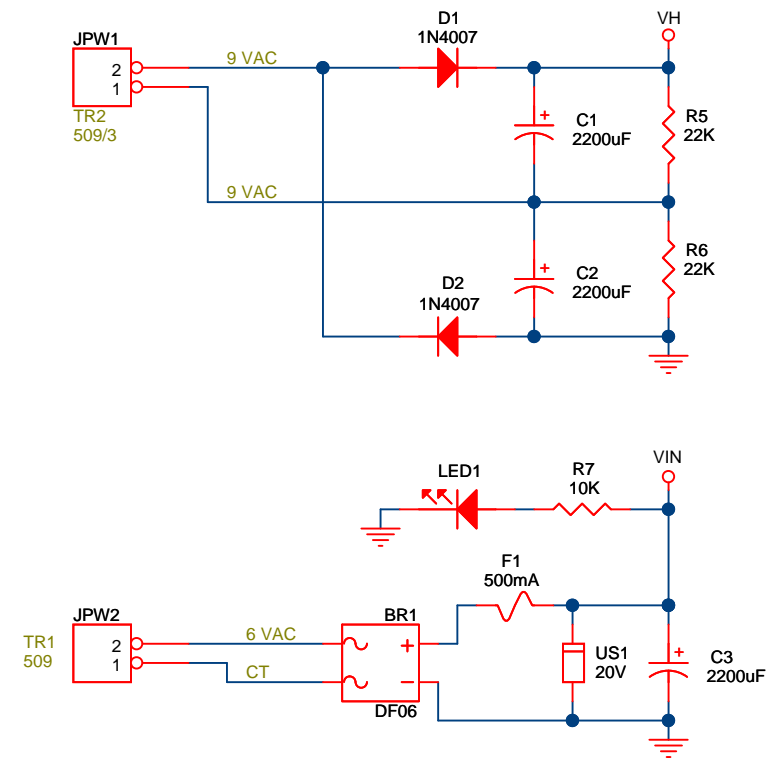 D1
1N4007
VH
JPW1
9 VAC
2
1
TR2
509/3
C1
2200uF
R5
22K
9 VAC
D2
1N4007
C2
2200uF
R6
22K
VIN
LED1
R7
10K
F1
500mA
JPW2
BR1
TR1
509
2
1
6 VAC
CT
+
−
DF06
US1
20V
C3
2200uF